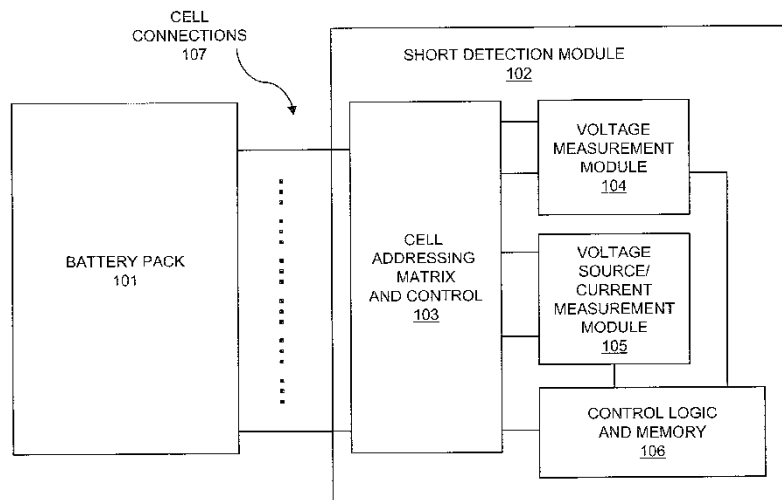 CELL
CONNECTIONS
107
SHORT DETECTION MODULE
102
BATTERY PACK
101
CELL
ADDRESSING
MATRIX
AND CONTROL
103
VOLTAGE
MEASUREMENT
MODULE
104
VOLTAGE
SOURCE/
CURRENT
MEASUREMENT
MODULE
105
CONTROL LOGIC
AND MEMORY
106